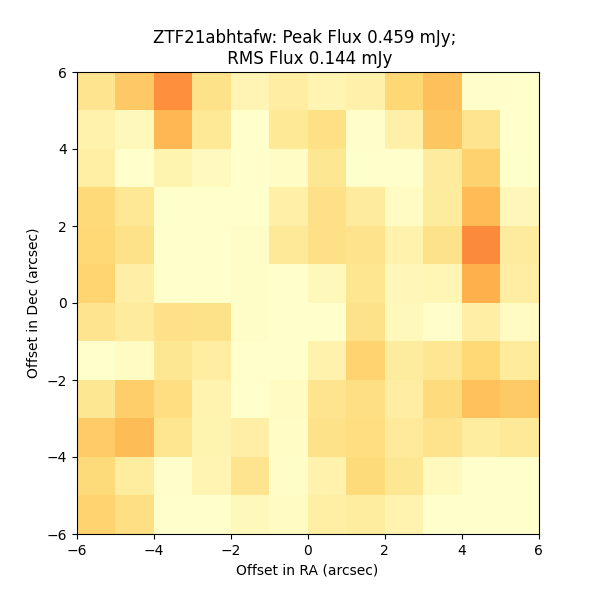 ZTF21abhtafw: Peak Flux 0.459 mJy;
RMS Flux 0.144 mJy
6
4
2
0
−2
−4
−6
Offset in Dec (arcsec)
−6 −4 −2 0 2 4 6
Offset in RA (arcsec)